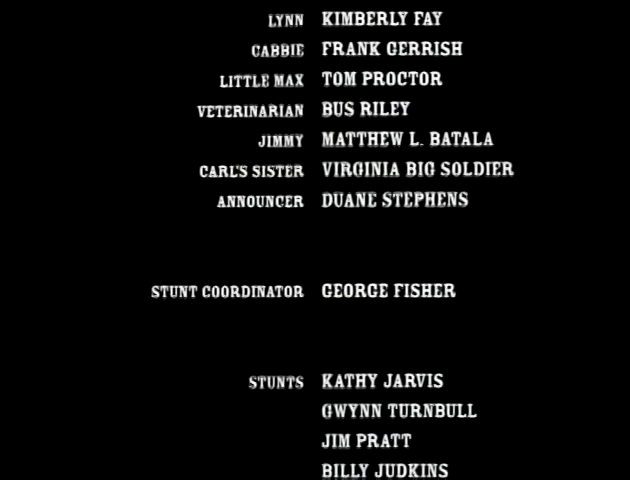 LYNN KIMBERLY FAY
CABBIE FRANK GERRISH
LITTLE MAX TOM PROCTOR
VETERINARIAN BUS RILEY
JIMMY MATTHEW L. BATALA
CARL'S SISTER VIRGINIA BIG SOLDIER
ANNOUNCER DUANE STEPHENS
STUNT COORDINATOR GEORGE FISHER
STUNTS KATHY JARVIS
GWYNN TURNBULL
JIM PRATT
BILLY JUDKINS